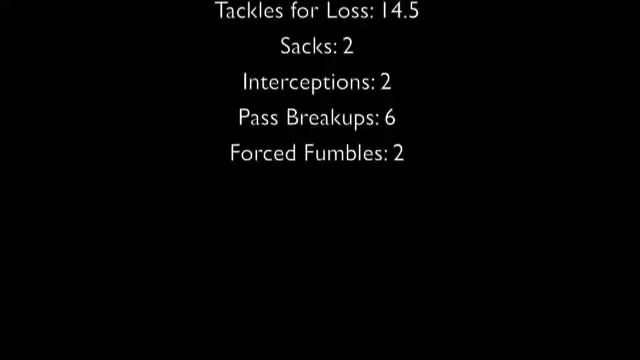 Tackles for Loss: 14.5
Sacks: 2
Interceptions: 2
Pass Breakups: 6
Forced Fumbles: 2